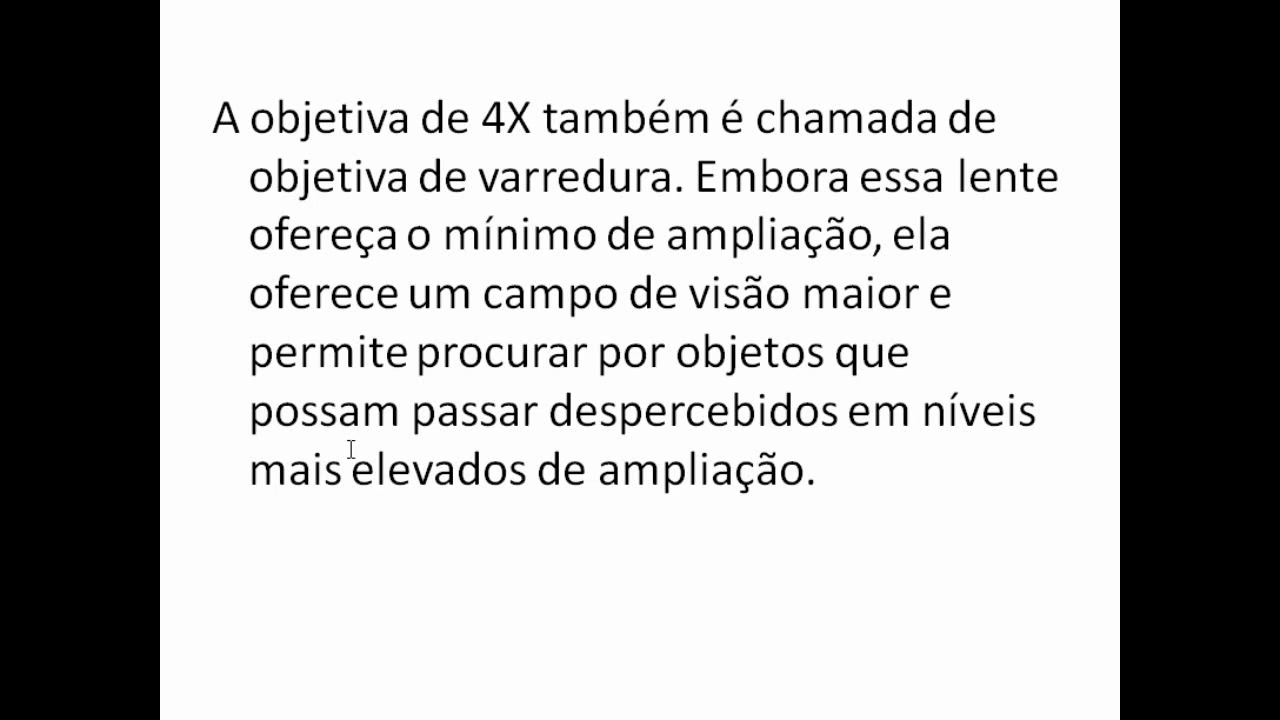 A objetiva de 4X também é chamada de
objetiva de varredura. Embora essa lente
ofereça o mínimo de ampliação, ela
oferece um campo de visão maior e
permite procurar por objetos que
possam passar despercebidos em níveis
mais elevados de ampliação.